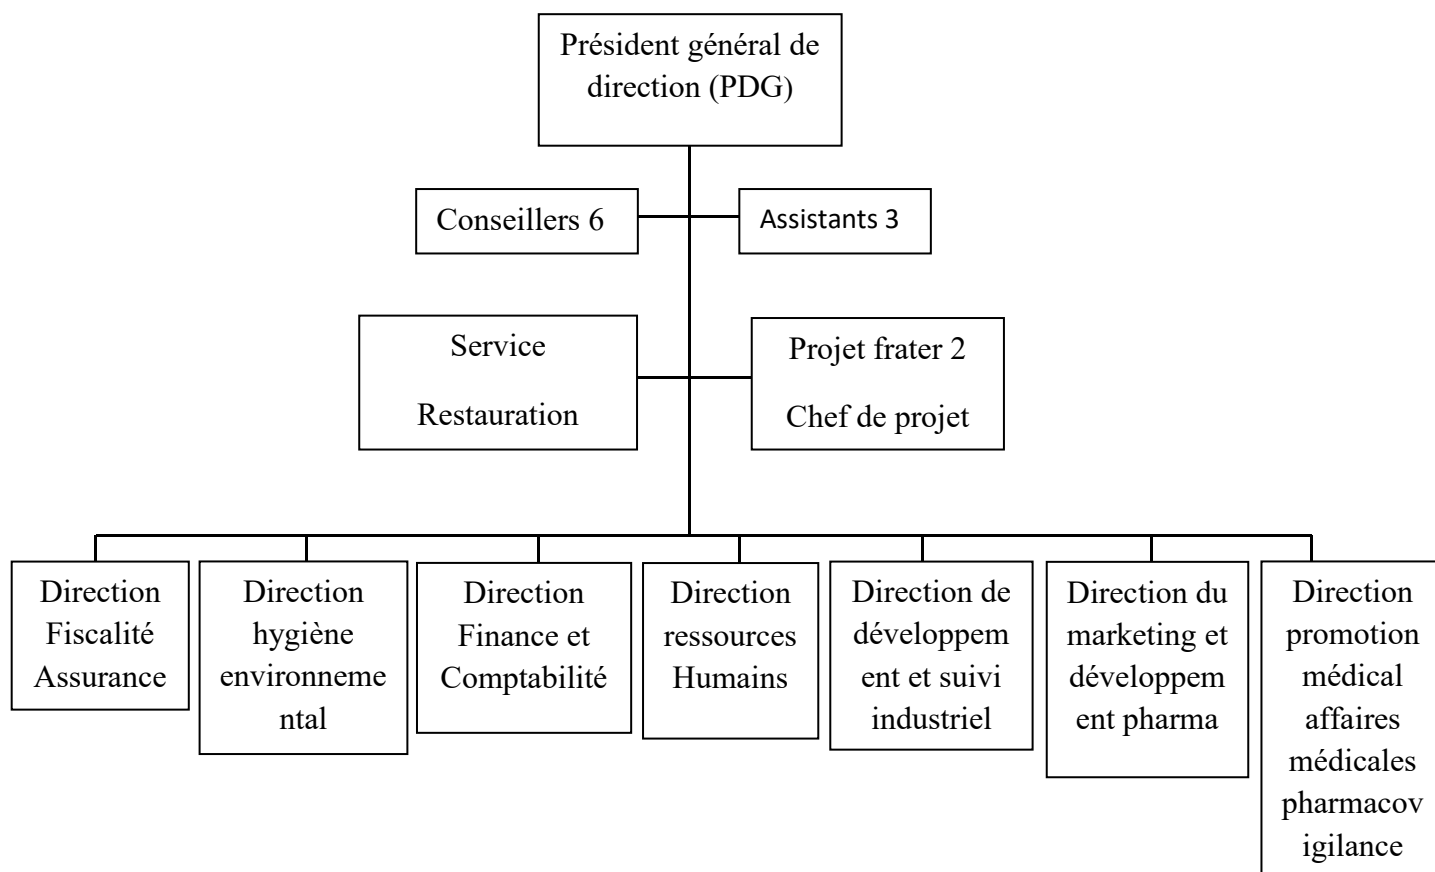 Président général de
direction (PDG)
Conseillers 6
Assistants 3
Service
Restauration
Projet frater 2
Chef de projet
Direction
Fiscalité
Assurance
Direction
hygiène
environneme
ntal
Direction
Finance et
Comptabilité
Direction
ressources
Humains
Direction de
développem
ent et suivi
industriel
Direction du
marketing et
développem
ent pharma
Direction
promotion
médical
affaires
médicales
pharmacov
igilance